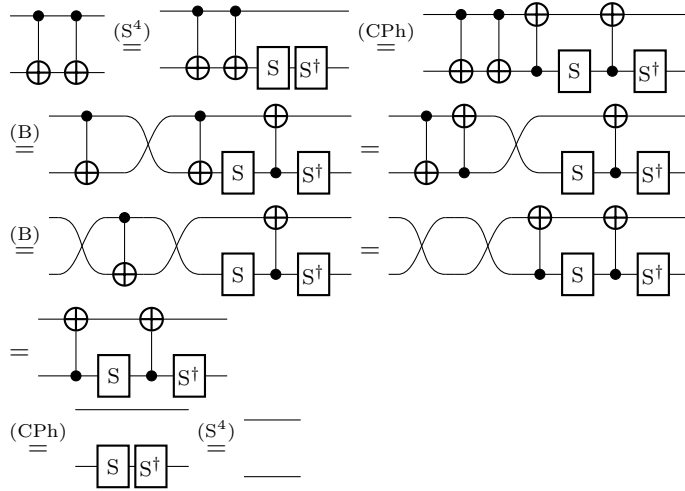 (S⁴) = S S† (CPh) = S S†
(B) = S S† = S S†
(B) = S S† = S S†
= S S†
(CPh) = S S† (S⁴) =